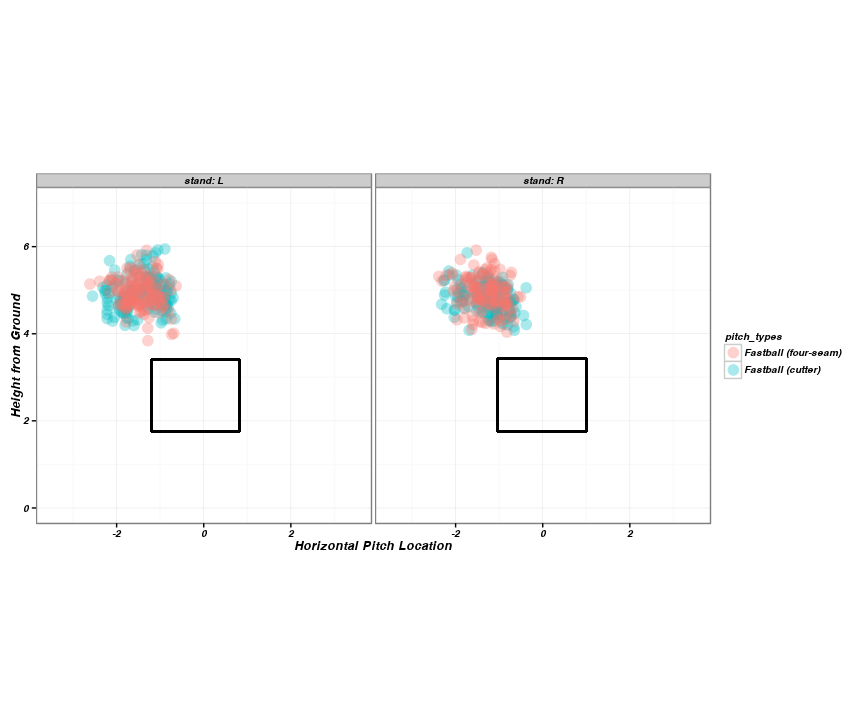 stand: L
stand: R
6
4
2
0
Height from Ground
-2
0
2
-2
0
2
Horizontal Pitch Location
pitch_types
Fastball (four-seam)
Fastball (cutter)